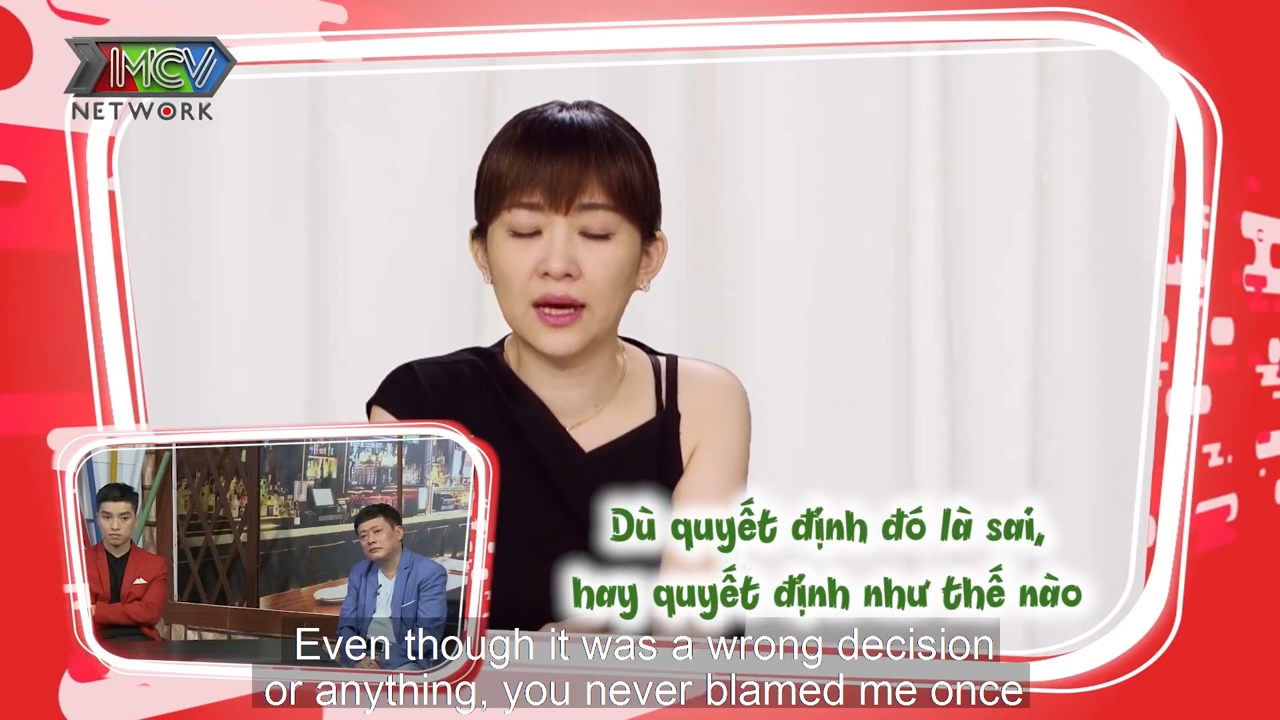 MCV
NETWORK
Dù quyết định đó là sai,
hay quyết định như thế nào
Even though it was a wrong decision
or anything, you never blamed me once